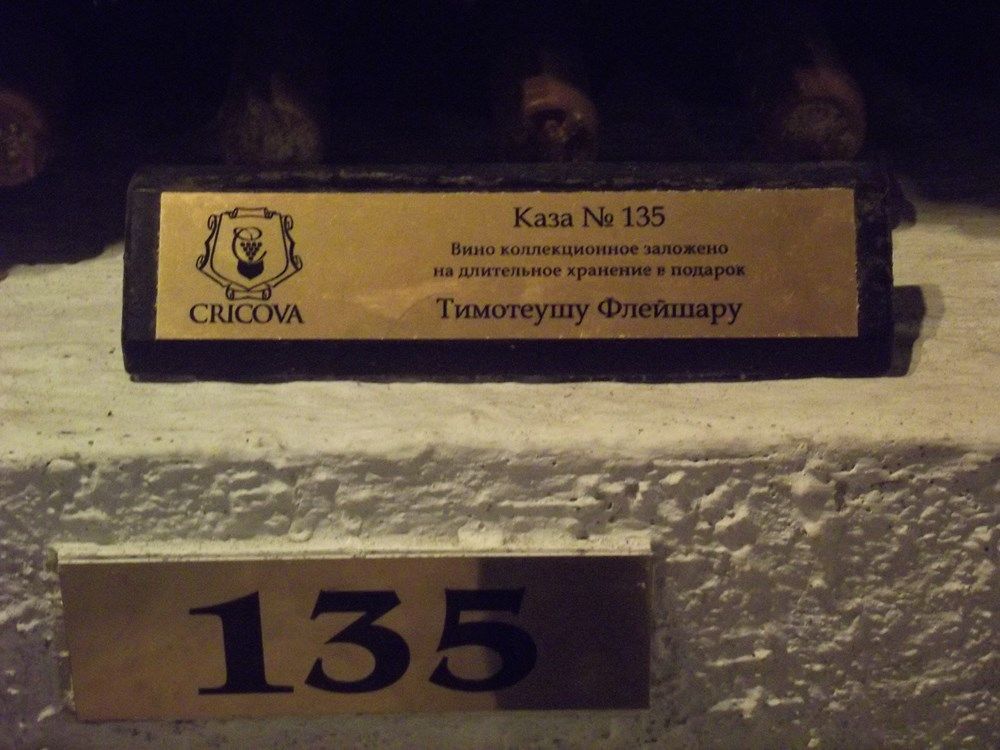 Каза № 135
Вино коллекционное заложено
на длительное хранение в подарок
Тимотеушу Флейшару
CRICOVA
135